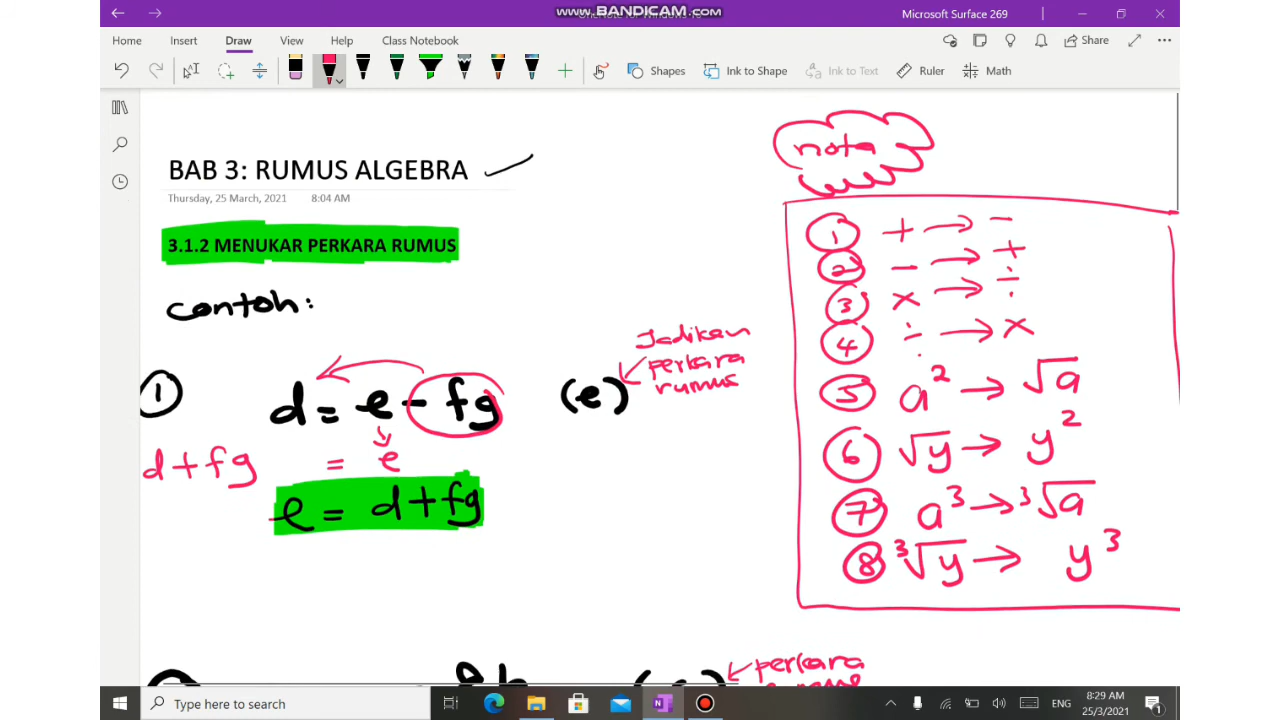 www.BANDICAM.com
Microsoft Surface 269
Home Insert Draw View Help Class Notebook
Share
Shapes Ink to Shape Ink to Text Ruler Math
BAB 3: RUMUS ALGEBRA
Thursday, 25 March, 2021 8:04 AM
3.1.2 MENUKAR PERKARA RUMUS
Contoh:
① d = e - fg (e)
Jadikan
perkara
rumus
d + fg = e
e = d + fg
nota
① + → -
② - → +
③ × → ÷
④ ÷ → ×
⑤ a² → √a
⑥ √y → y²
⑦ a³ → ³√a
⑧ ³√y → y³
perkara
Type here to search
ENG
8:29 AM
25/3/2021
1